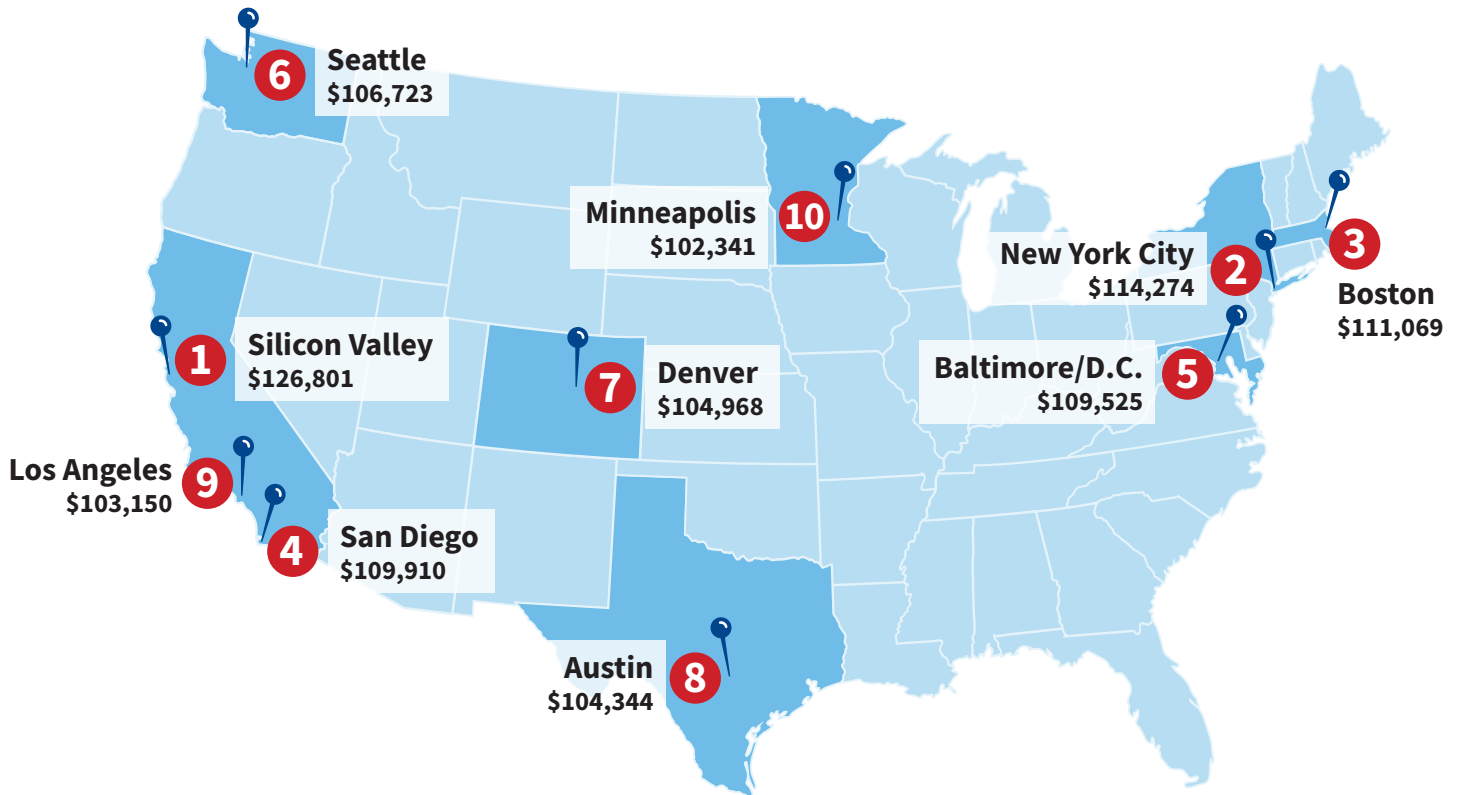 6
Seattle
$106,723
Minneapolis
10
$102,341
New York City
2
$114,274
3
Boston
$111,069
1
Silicon Valley
$126,801
7
Denver
$104,968
Baltimore/D.C.
5
$109,525
Los Angeles
9
$103,150
4
San Diego
$109,910
Austin
8
$104,344